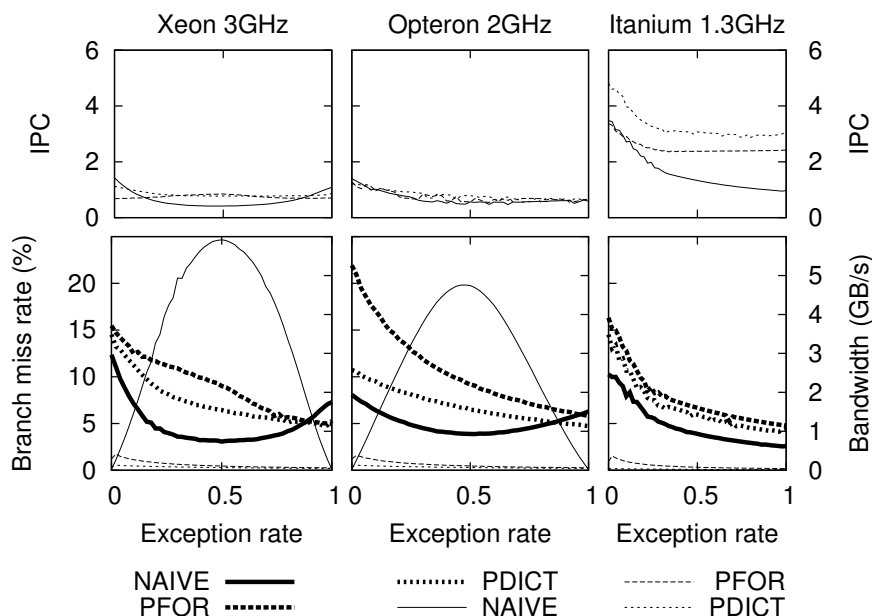 Xeon 3GHz Opteron 2GHz Itanium 1.3GHz
6 6
4 4
2 2
0 0
IPC IPC
20 5
15 4
10 3
5 2
0 1
0
Branch miss rate (%) Bandwidth (GB/s)
0 0.5 1 0 0.5 1 0 0.5 1
Exception rate Exception rate Exception rate
NAIVE PDICT PFOR
PFOR NAIVE PDICT